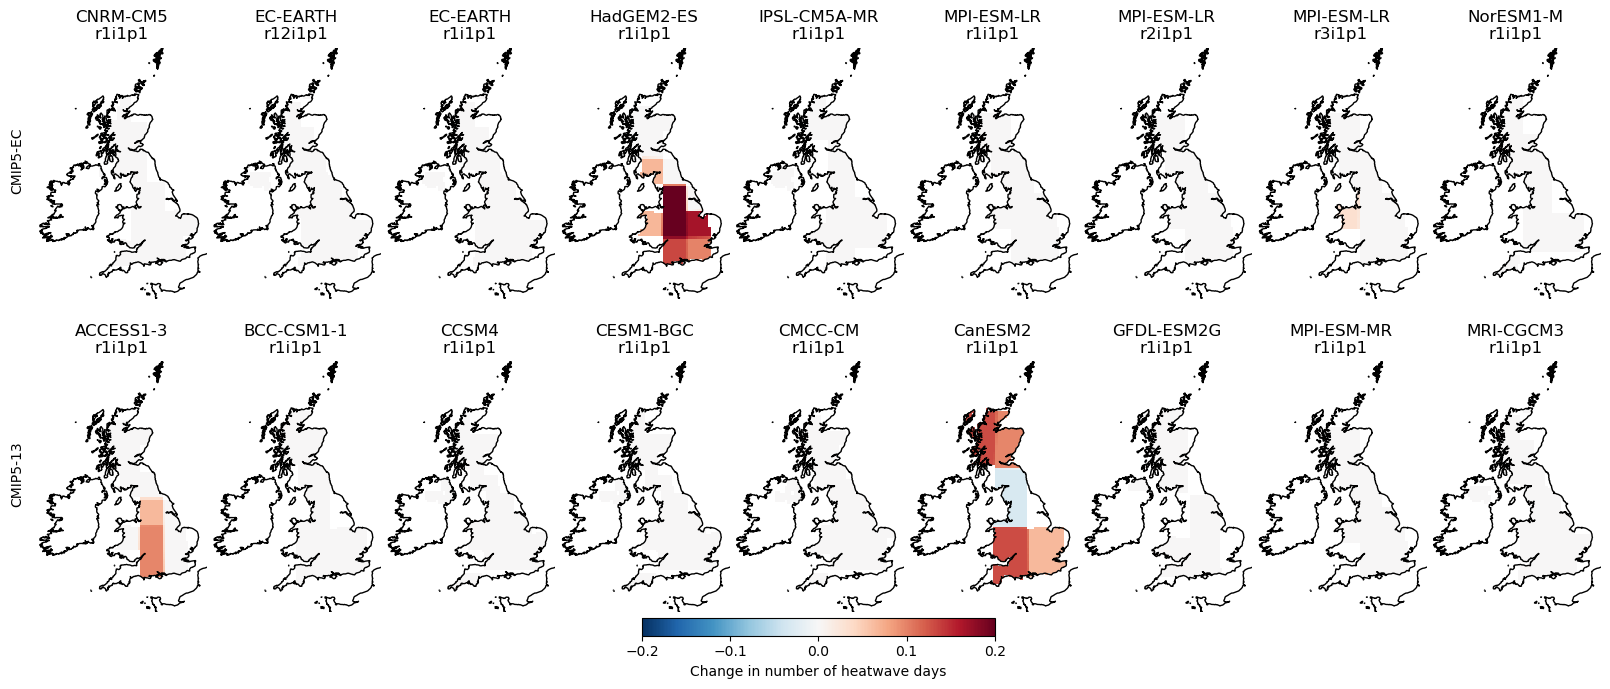 CNRM-CM5 EC-EARTH EC-EARTH HadGEM2-ES IPSL-CM5A-MR MPI-ESM-LR MPI-ESM-LR MPI-ESM-LR NorESM1-M
r1i1p1 r12i1p1 r1i1p1 r1i1p1 r1i1p1 r1i1p1 r2i1p1 r3i1p1 r1i1p1
CMIP5-EC
ACCESS1-3 BCC-CSM1-1 CCSM4 CESM1-BGC CMCC-CM CanESM2 GFDL-ESM2G MPI-ESM-MR MRI-CGCM3
r1i1p1 r1i1p1 r1i1p1 r1i1p1 r1i1p1 r1i1p1 r1i1p1 r1i1p1 r1i1p1
CMIP5-13
−0.2 −0.1 0.0 0.1 0.2
Change in number of heatwave days